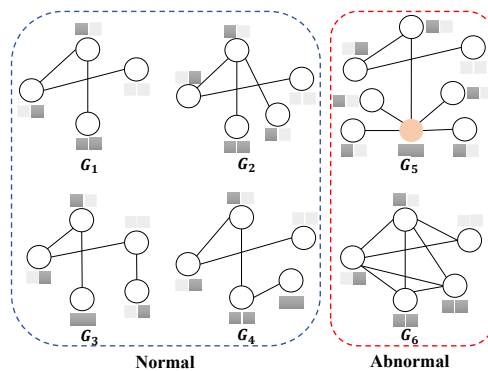 G₁ G₂ G₅
G₃ G₄ G₆
Normal Abnormal